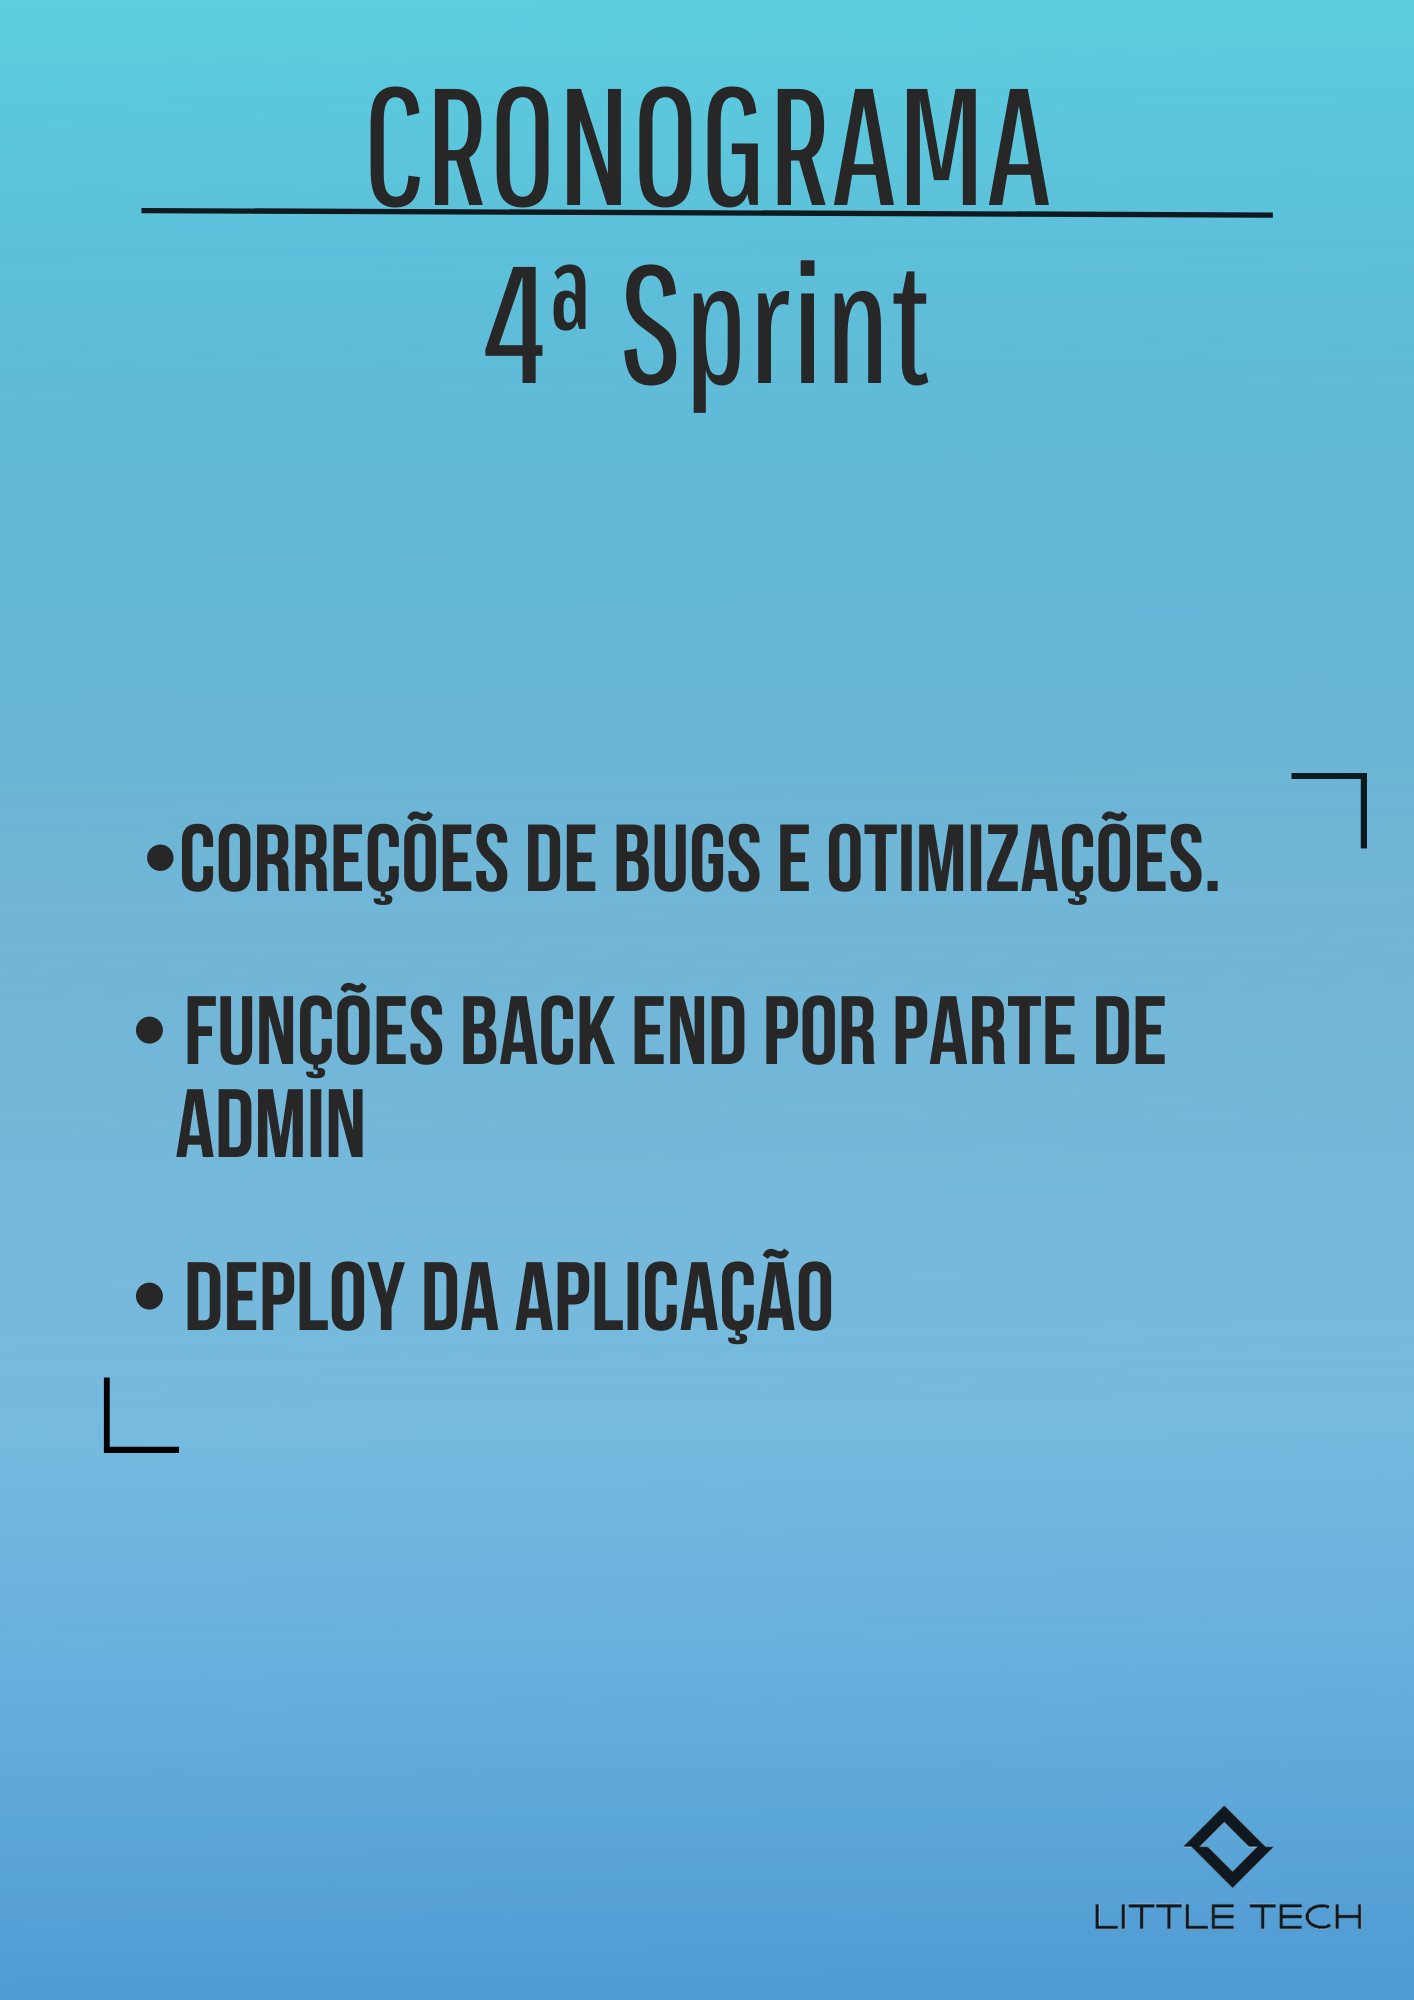 CRONOGRAMA
4ª Sprint
•CORREÇÕES DE BUGS E OTIMIZAÇÕES.
• FUNÇÕES BACK END POR PARTE DE
ADMIN
• DEPLOY DA APLICAÇÃO
LITTLE TECH